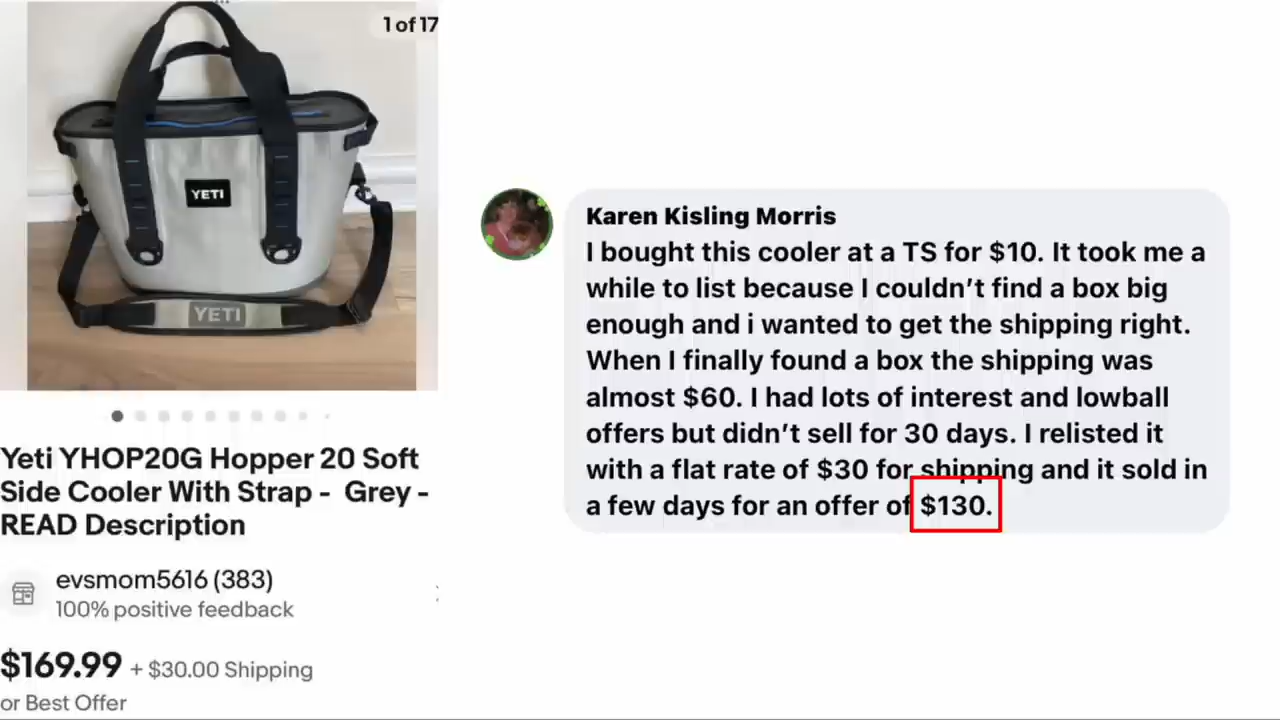 1 of 17
YETI
YETI
Yeti YHOP20G Hopper 20 Soft
Side Cooler With Strap - Grey -
READ Description
evsmom5616 (383)
100% positive feedback
$169.99 + $30.00 Shipping
or Best Offer
Karen Kisling Morris
I bought this cooler at a TS for $10. It took me a
while to list because I couldn't find a box big
enough and i wanted to get the shipping right.
When I finally found a box the shipping was
almost $60. I had lots of interest and lowball
offers but didn't sell for 30 days. I relisted it
with a flat rate of $30 for shipping and it sold in
a few days for an offer of $130.